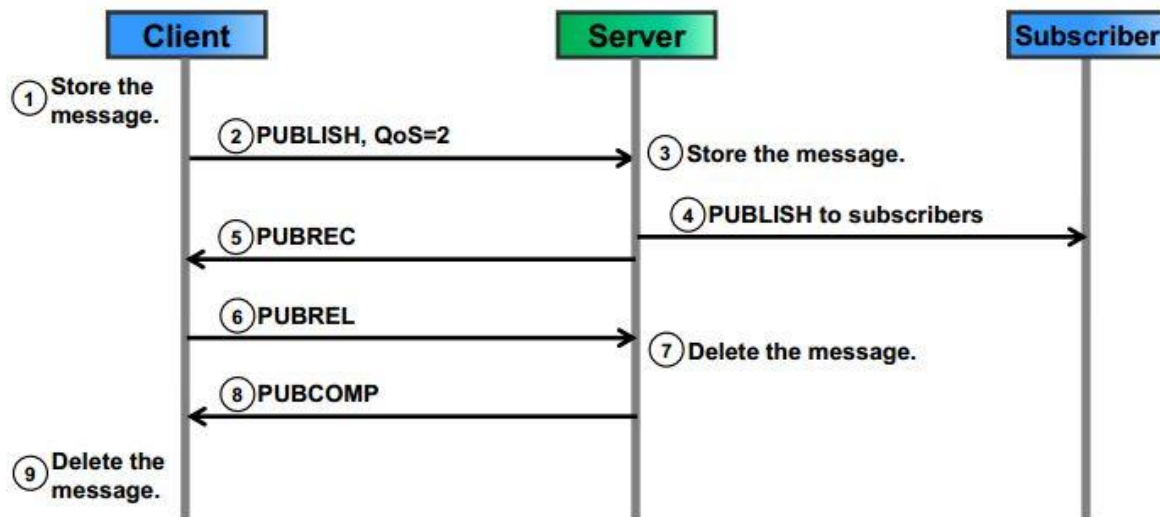 Client
Server
Subscriber
1 Store the
message.
2 PUBLISH, QoS=2
3 Store the message.
4 PUBLISH to subscribers
5 PUBREC
6 PUBREL
7 Delete the message.
8 PUBCOMP
9 Delete the
message.